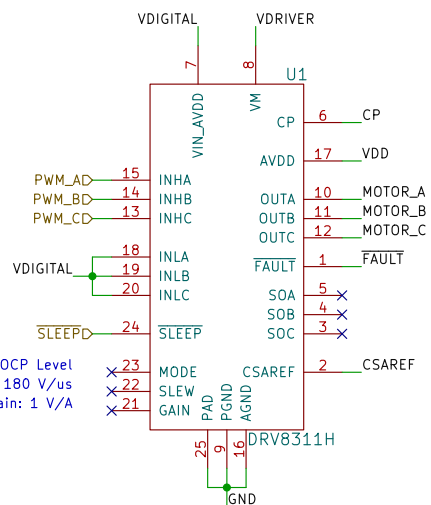 VDIGITAL
VDRIVER
7
8
U1
VIN_AVDD
VM
CP
6
CP
AVDD
17
VDD
PWM_A
15
INHA
OUTA
10
MOTOR_A
PWM_B
14
INHB
OUTB
11
MOTOR_B
PWM_C
13
INHC
OUTC
12
MOTOR_C
18
INLA
FAULT
1
FAULT
VDIGITAL
19
INLB
20
INLC
SOA
5
SOB
4
SLEEP
24
SLEEP
SOC
3
OCP Level
23
MODE
CSAREF
2
CSAREF
180 V/us
22
SLEW
ain: 1 V/A
21
GAIN
PAD
PGND
AGND
DRV8311H
25
9
16
GND